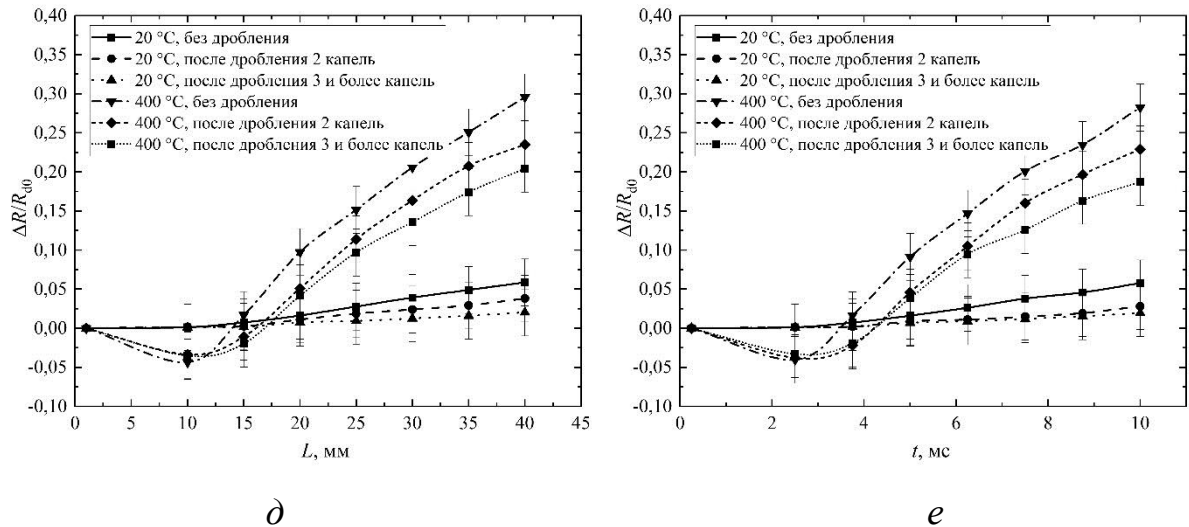 0,40
0,35
0,30
0,25
0,20
0,15
0,10
0,05
0,00
-0,05
-0,10
ΔR/R_d0
20 °C, без дробления
20 °C, после дробления 2 капель
20 °C, после дробления 3 и более капель
400 °C, без дробления
400 °C, после дробления 2 капель
400 °C, после дробления 3 и более капель
0 5 10 15 20 25 30 35 40 45
L, мм
д
0,40
0,35
0,30
0,25
0,20
0,15
0,10
0,05
0,00
-0,05
-0,10
ΔR/R_d0
20 °C, без дробления
20 °C, после дробления 2 капель
20 °C, после дробления 3 и более капель
400 °C, без дробления
400 °C, после дробления 2 капель
400 °C, после дробления 3 и более капель
0 2 4 6 8 10
t, мс
е